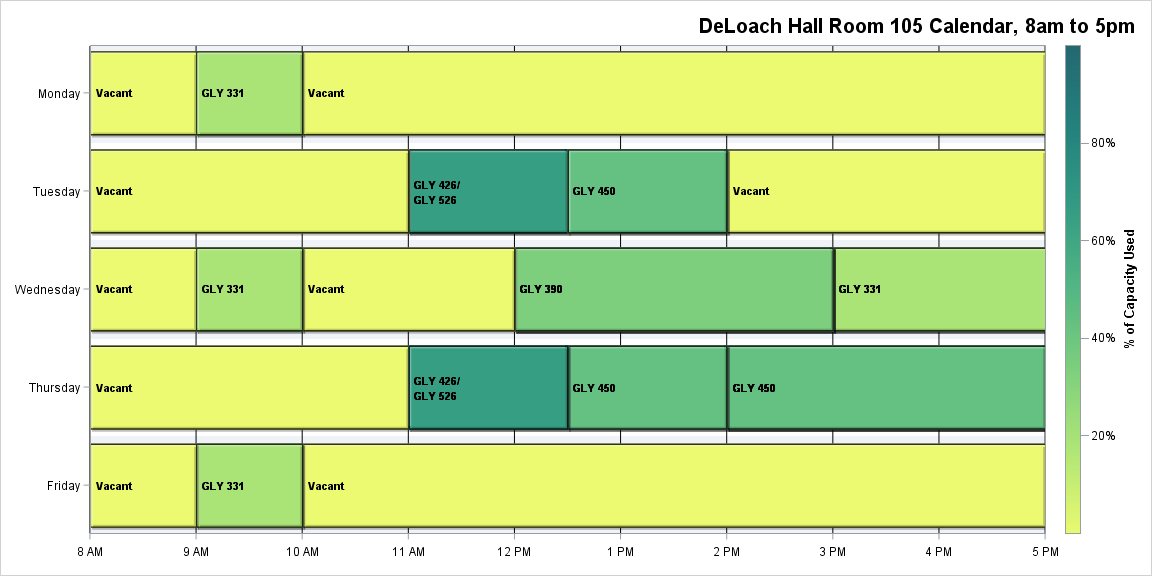 DeLoach Hall Room 105 Calendar, 8am to 5pm
Monday
Vacant
GLY 331
Vacant
Tuesday
Vacant
GLY 426/
GLY 526
GLY 450
Vacant
Wednesday
Vacant
GLY 331
Vacant
GLY 390
GLY 331
Thursday
Vacant
GLY 426/
GLY 526
GLY 450
GLY 450
Friday
Vacant
GLY 331
Vacant
8 AM
9 AM
10 AM
11 AM
12 PM
1 PM
2 PM
3 PM
4 PM
5 PM
80%
60%
40%
20%
% of Capacity Used